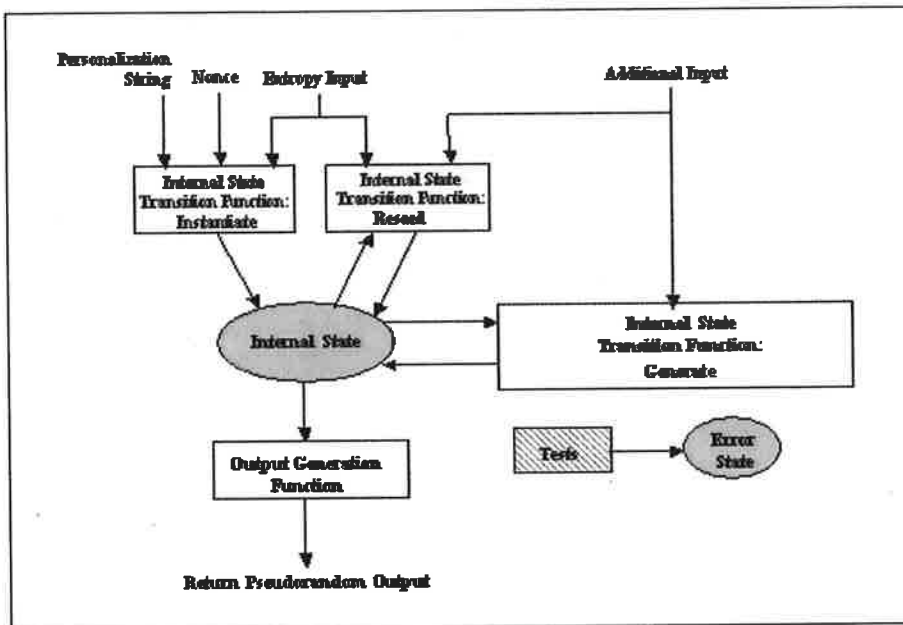 Personalization
String
Nonce
Entropy Input
Additional Input
Internal State
Transition Function:
Instantiate
Internal State
Transition Function:
Reseed
Internal State
Internal State
Transition Function:
Generate
Output Generation
Function
Tests
Error
State
Return Pseudorandom Output